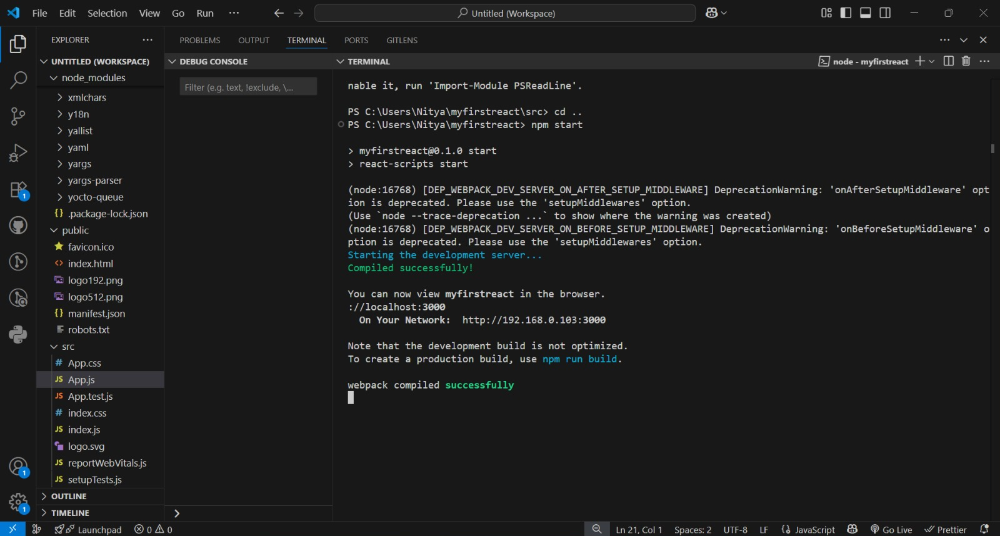 File Edit Selection View Go Run ···
Untitled (Workspace)
EXPLORER
UNTITLED (WORKSPACE)
node_modules
xmlchars
y18n
yallist
yaml
yargs
yargs-parser
yocto-queue
{} .package-lock.json
public
favicon.ico
<> index.html
logo192.png
logo512.png
{} manifest.json
robots.txt
src
# App.css
JS App.js
JS App.test.js
# index.css
JS index.js
logo.svg
JS reportWebVitals.js
JS setupTests.js
OUTLINE
TIMELINE
1
1
1
PROBLEMS OUTPUT TERMINAL PORTS GITLENS
DEBUG CONSOLE
Filter (e.g. text, !exclude, \...
TERMINAL
node - myfirstreact
nable it, run 'Import-Module PSReadLine'.
PS C:\Users\Nitya\myfirstreact\src> cd ..
PS C:\Users\Nitya\myfirstreact> npm start
> myfirstreact@0.1.0 start
> react-scripts start
(node:16768) [DEP_WEBPACK_DEV_SERVER_ON_AFTER_SETUP_MIDDLEWARE] DeprecationWarning: 'onAfterSetupMiddleware' opt
ion is deprecated. Please use the 'setupMiddlewares' option.
(Use `node --trace-deprecation ...` to show where the warning was created)
(node:16768) [DEP_WEBPACK_DEV_SERVER_ON_BEFORE_SETUP_MIDDLEWARE] DeprecationWarning: 'onBeforeSetupMiddleware' o
ption is deprecated. Please use the 'setupMiddlewares' option.
Starting the development server...
Compiled successfully!
You can now view myfirstreact in the browser.
://localhost:3000
On Your Network: http://192.168.0.103:3000
Note that the development build is not optimized.
To create a production build, use npm run build.
webpack compiled successfully
Launchpad 0 0
Ln 21, Col 1 Spaces: 2 UTF-8 LF {} JavaScript Go Live Prettier